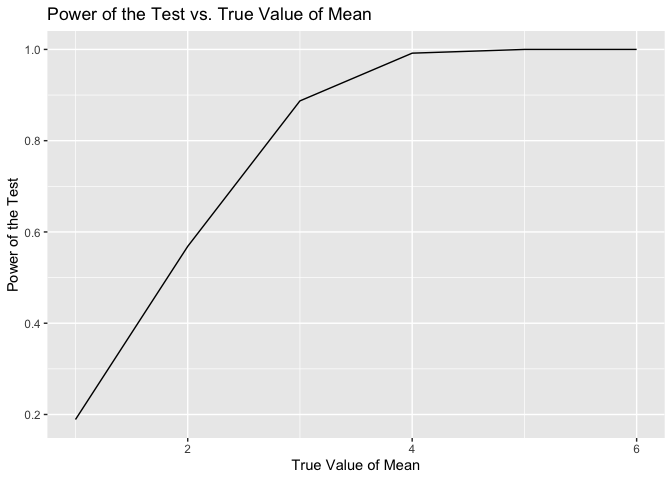 Power of the Test vs. True Value of Mean
1.0
0.8
0.6
0.4
0.2
Power of the Test
2 4 6
True Value of Mean